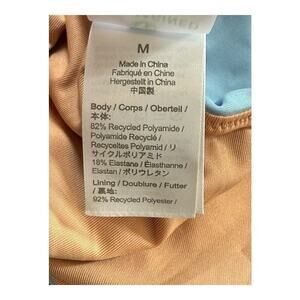 M
Made in China
Fabriqué en Chine
Hergestellt in China
中国製
Body / Corps / Oberteil /
本体:
82% Recycled Polyamide /
Polyamide Recyclé /
Recyceltes Polyamid / リ
サイクルポリアミド
18% Elastane / Élasthanne /
Elastan / ポリウレタン
Lining / Doublure / Futter
/ 裏地:
92% Recycled Polyester /